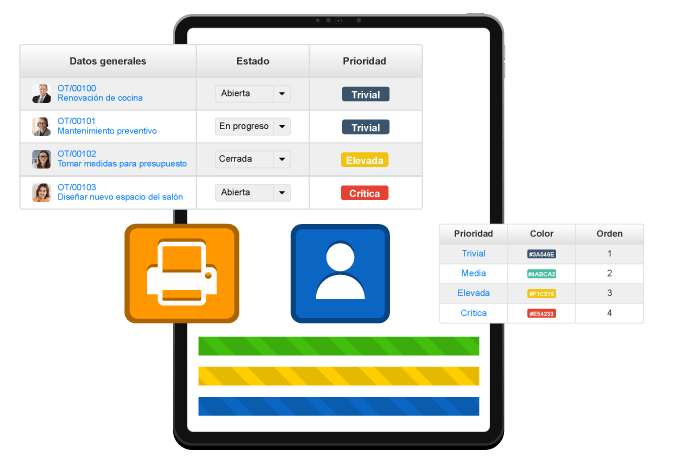 Datos generales Estado Prioridad
OT/00100
Renovación de cocina
Abierta
Trivial
OT/00101
Mantenimiento preventivo
En progreso
Trivial
OT/00102
Tomar medidas para presupuesto
Cerrada
Elevada
OT/00103
Diseñar nuevo espacio del salón
Abierta
Crítica
Prioridad Color Orden
Trivial #3A546E 1
Media #4ABCA2 2
Elevada #F1C515 3
Crítica #E54233 4